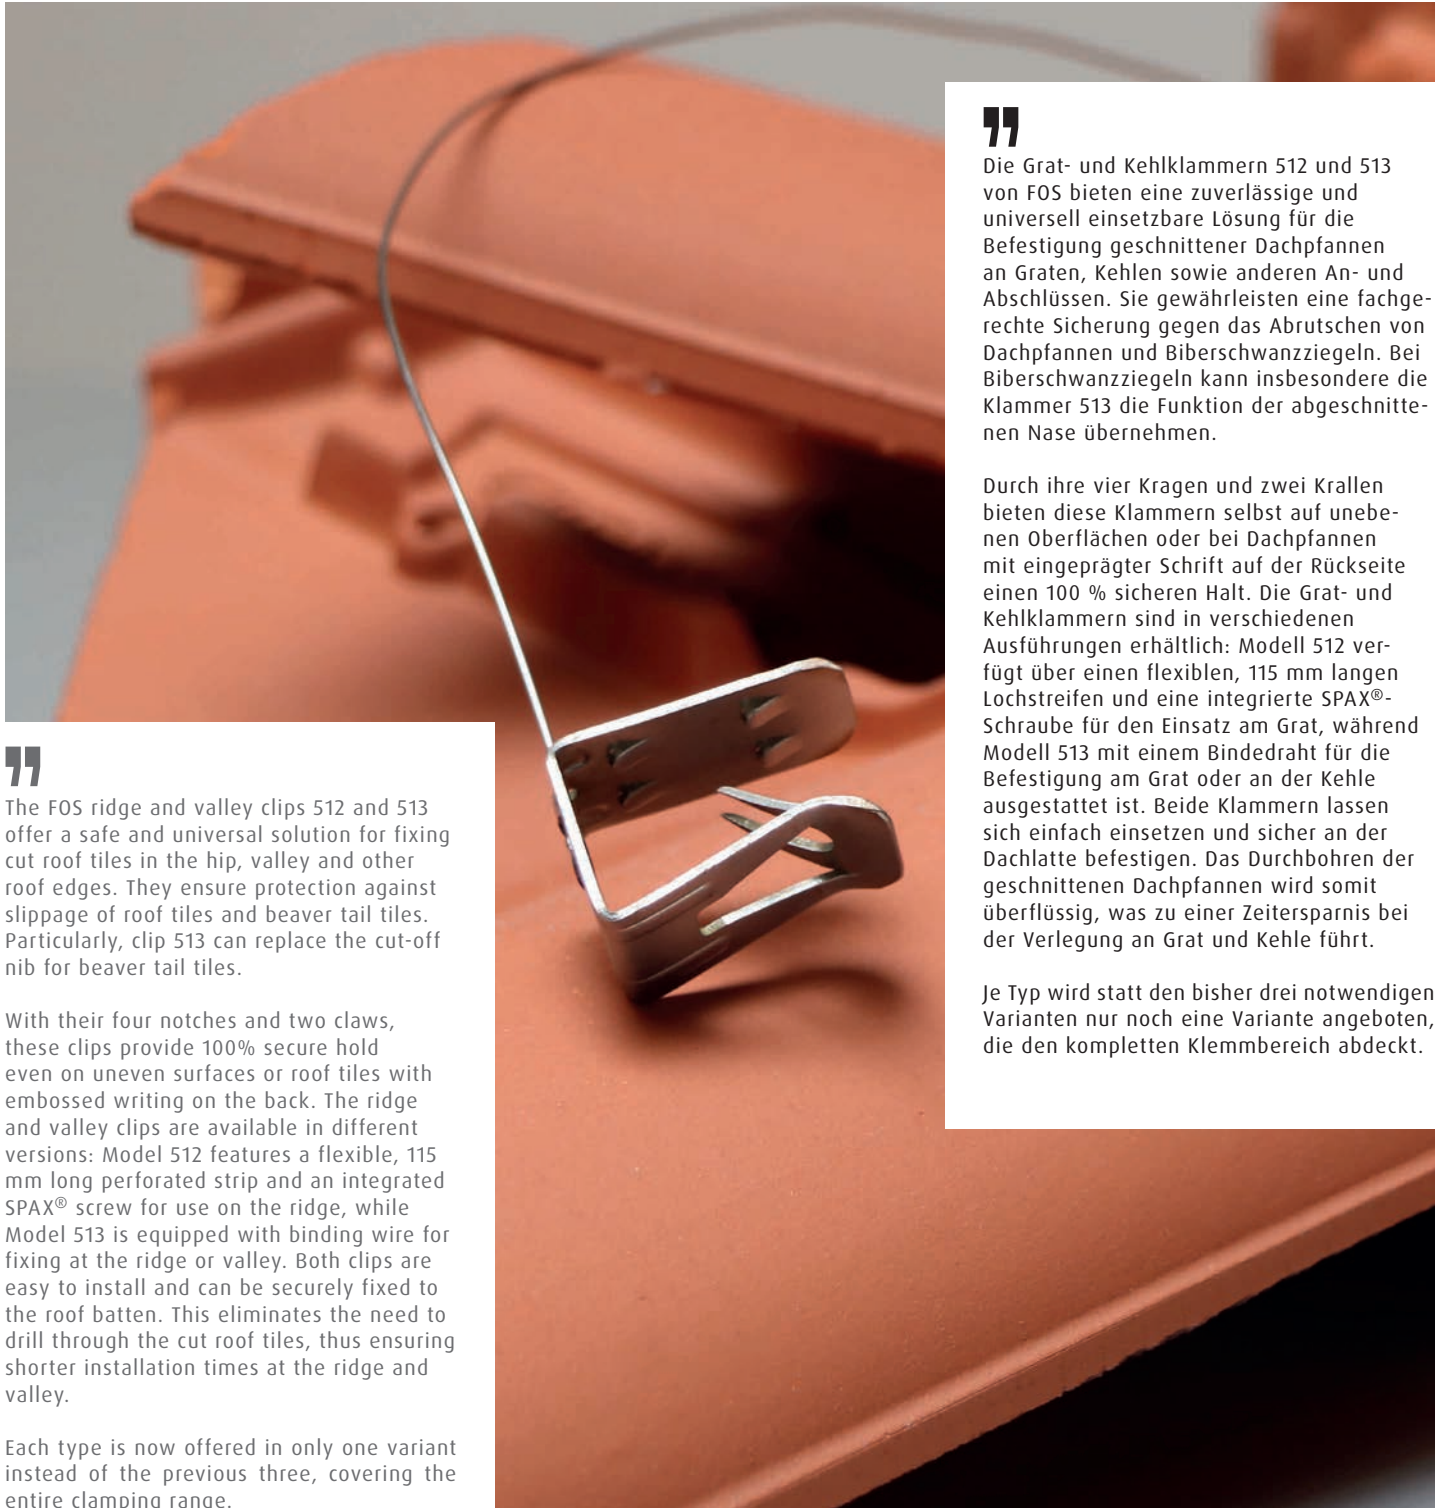 Die Grat- und Kehlklammern 512 und 513
von FOS bieten eine zuverlässige und
universell einsetzbare Lösung für die
Befestigung geschnittener Dachpfannen
an Graten, Kehlen sowie anderen An- und
Abschlüssen. Sie gewährleisten eine fachge-
rechte Sicherung gegen das Abrutschen von
Dachpfannen und Biberschwanzziegeln. Bei
Biberschwanzziegeln kann insbesondere die
Klammer 513 die Funktion der abgeschnitte-
nen Nase übernehmen.

Durch ihre vier Kragen und zwei Krallen
bieten diese Klammern selbst auf unebe-
nen Oberflächen oder bei Dachpfannen
mit eingeprägter Schrift auf der Rückseite
einen 100 % sicheren Halt. Die Grat- und
Kehlklammern sind in verschiedenen
Ausführungen erhältlich: Modell 512 ver-
fügt über einen flexiblen, 115 mm langen
Lochstreifen und eine integrierte SPAX®-
Schraube für den Einsatz am Grat, während
Modell 513 mit einem Bindedraht für die
Befestigung am Grat oder an der Kehle
ausgestattet ist. Beide Klammern lassen
sich einfach einsetzen und sicher an der
Dachlatte befestigen. Das Durchbohren der
geschnittenen Dachpfannen wird somit
überflüssig, was zu einer Zeitersparnis bei
der Verlegung an Grat und Kehle führt.

Je Typ wird statt den bisher drei notwendigen
Varianten nur noch eine Variante angeboten,
die den kompletten Klemmbereich abdeckt.

The FOS ridge and valley clips 512 and 513
offer a safe and universal solution for fixing
cut roof tiles in the hip, valley and other
roof edges. They ensure protection against
slippage of roof tiles and beaver tail tiles.
Particularly, clip 513 can replace the cut-off
nib for beaver tail tiles.

With their four notches and two claws,
these clips provide 100% secure hold
even on uneven surfaces or roof tiles with
embossed writing on the back. The ridge
and valley clips are available in different
versions: Model 512 features a flexible, 115
mm long perforated strip and an integrated
SPAX® screw for use on the ridge, while
Model 513 is equipped with binding wire for
fixing at the ridge or valley. Both clips are
easy to install and can be securely fixed to
the roof batten. This eliminates the need to
drill through the cut roof tiles, thus ensuring
shorter installation times at the ridge and
valley.

Each type is now offered in only one variant
instead of the previous three, covering the
entire clamping range.